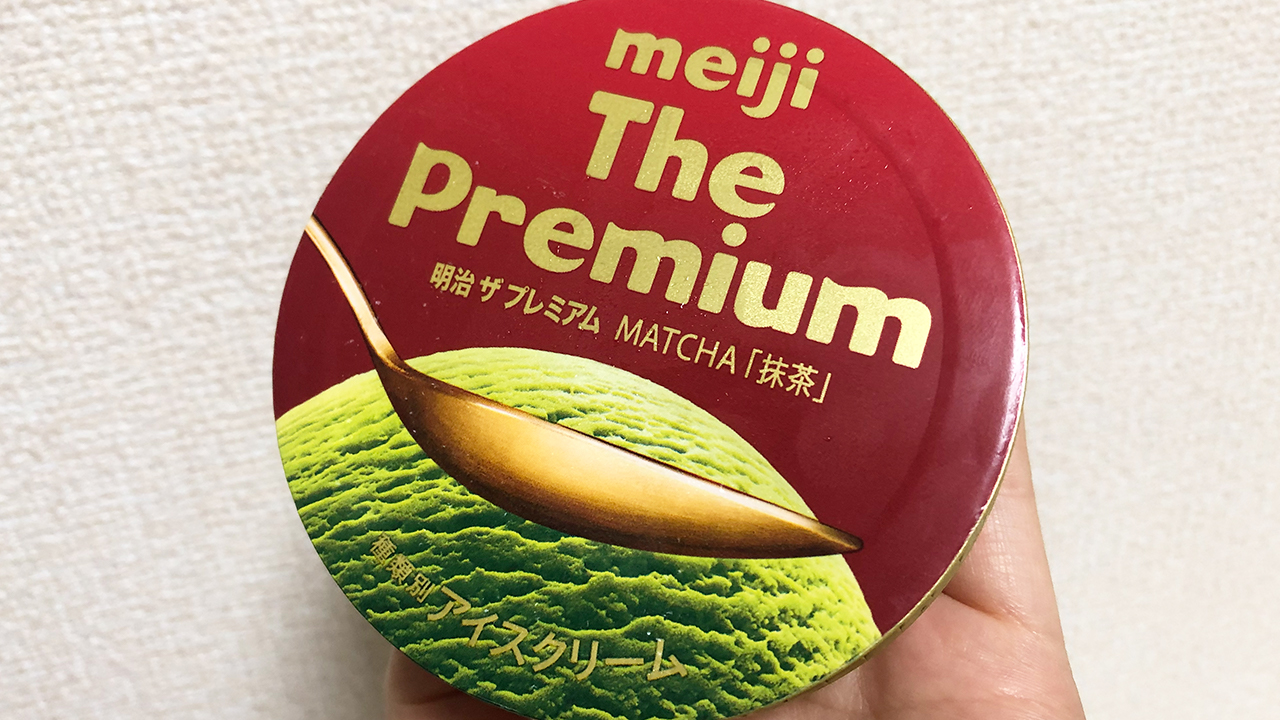 meiji
The
Premium
明治 ザ プレミアム MATCHA「抹茶」
種類別 アイスクリーム